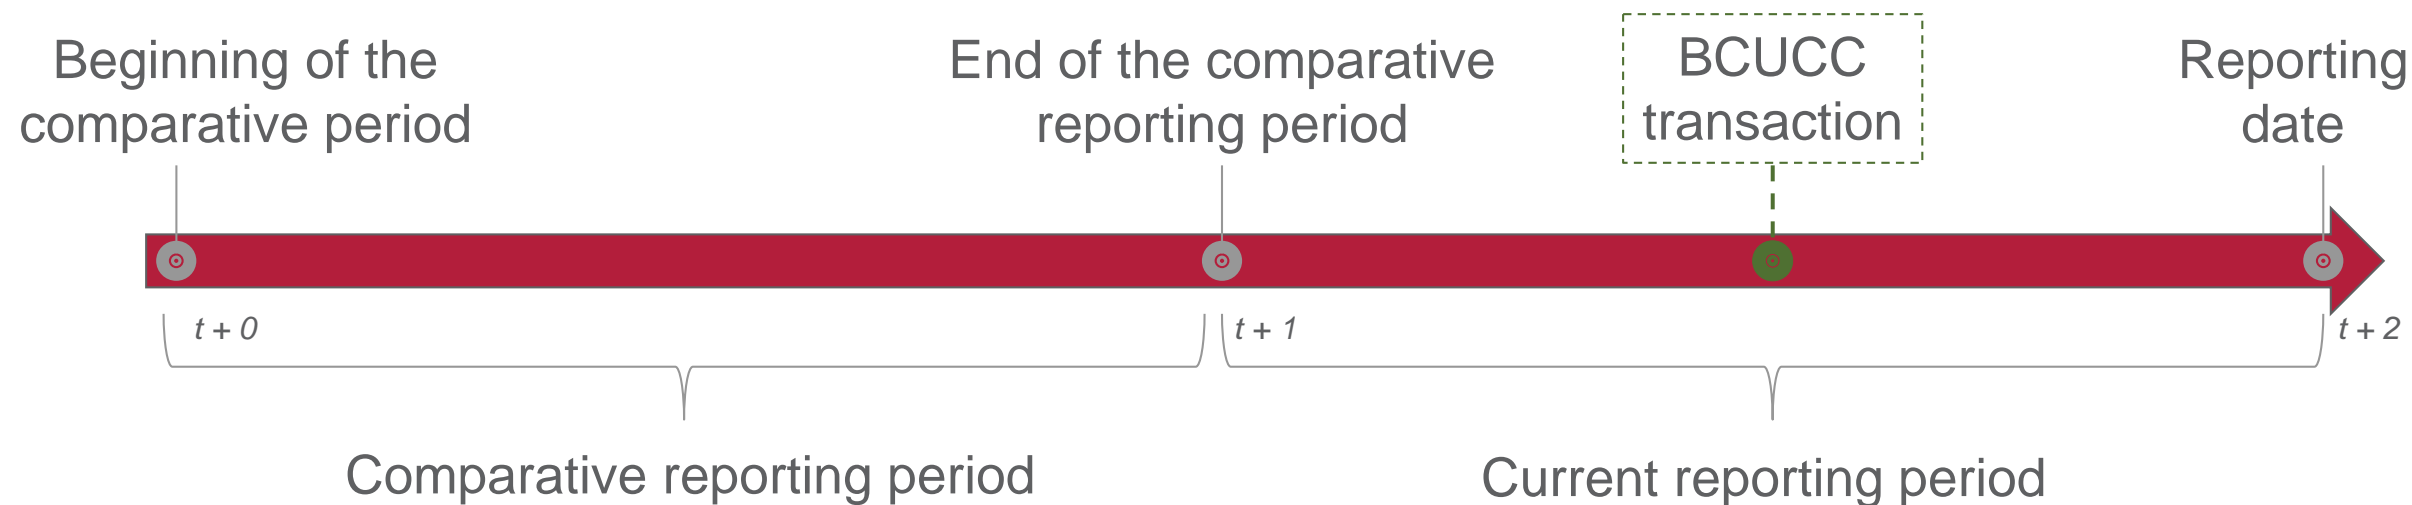 Beginning of the
comparative period
End of the comparative
reporting period
BCUCC
transaction
Reporting
date
t + 0
t + 1
t + 2
Comparative reporting period
Current reporting period